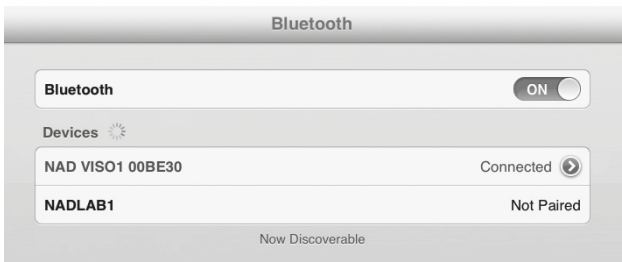 Bluetooth
Bluetooth ON
Devices
NAD VISO1 00BE30 Connected
NADLAB1 Not Paired
Now Discoverable